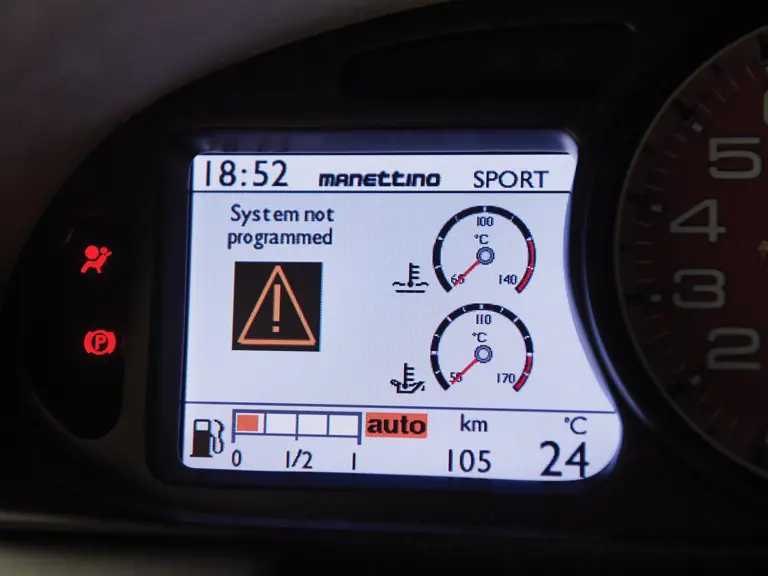 18:52 manettino SPORT
System not
programmed
100
°C
60 140
110
°C
50 170
auto km °C
0 1/2 1 105 24
P
5
4
3
2